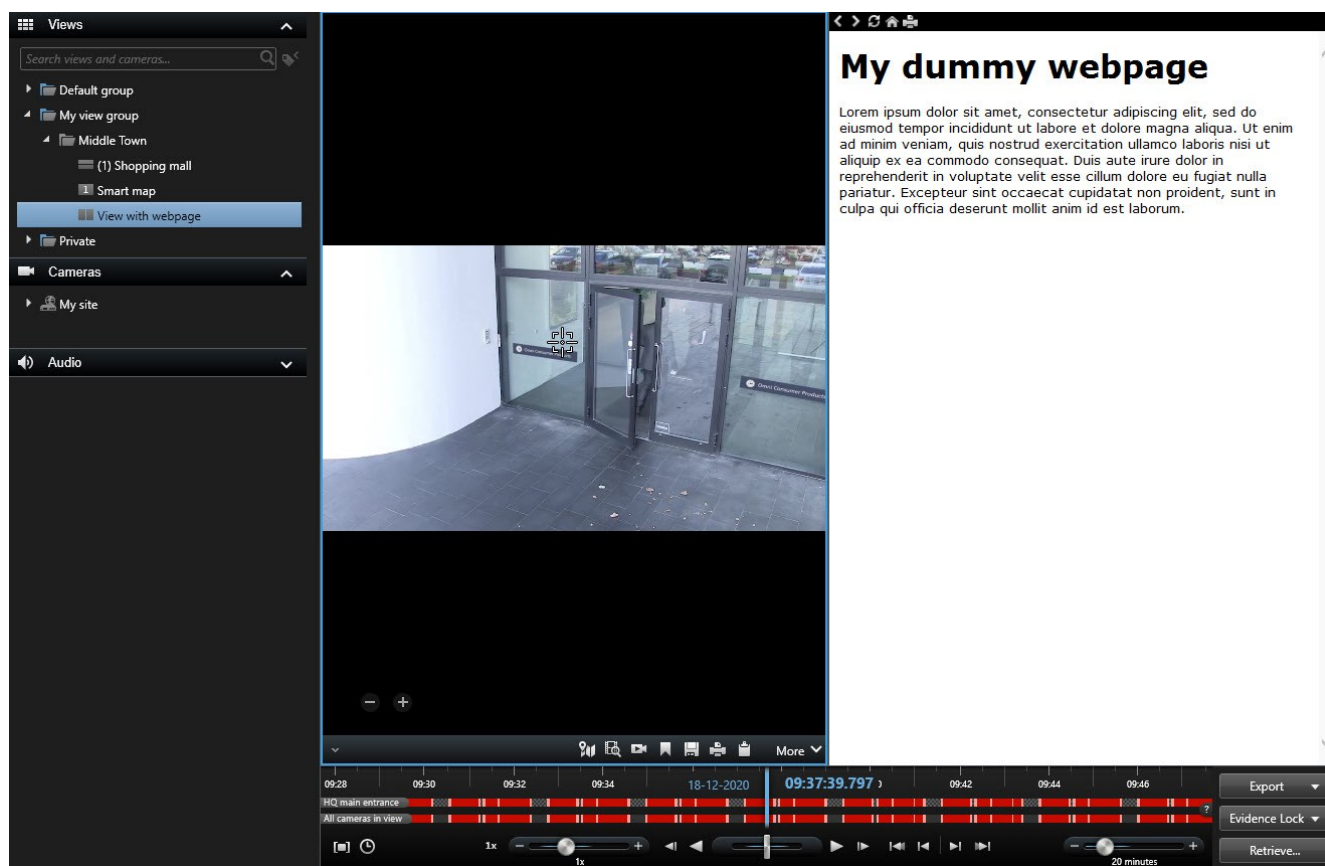 Views
Search views and cameras...
Default group
My view group
Middle Town
(1) Shopping mall
1 Smart map
View with webpage
Private
Cameras
My site
Audio
Omni Consumer Products
More
My dummy webpage
Lorem ipsum dolor sit amet, consectetur adipiscing elit, sed do
eiusmod tempor incididunt ut labore et dolore magna aliqua. Ut enim
ad minim veniam, quis nostrud exercitation ullamco laboris nisi ut
aliquip ex ea commodo consequat. Duis aute irure dolor in
reprehenderit in voluptate velit esse cillum dolore eu fugiat nulla
pariatur. Excepteur sint occaecat cupidatat non proident, sunt in
culpa qui officia deserunt mollit anim id est laborum.
09:28 09:30 09:32 09:34 18-12-2020 09:37:39.797 09:42 09:44 09:46
HQ main entrance
All cameras in view
?
1x
1x
20 minutes
Export
Evidence Lock
Retrieve...